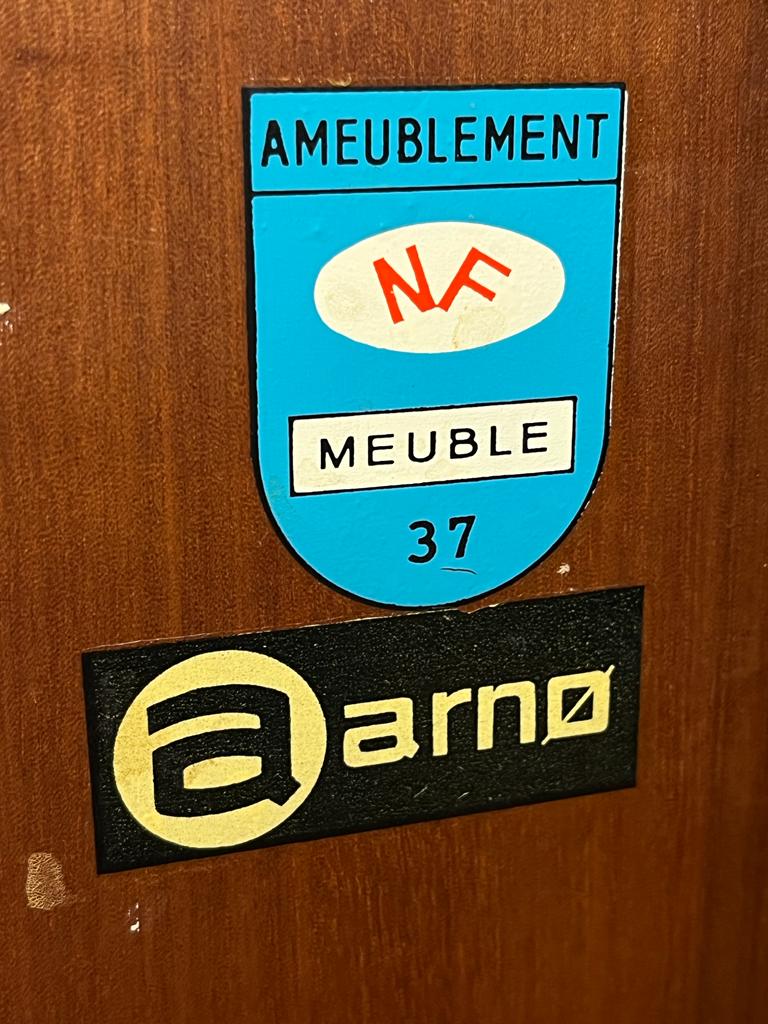 AMEUBLEMENT
NF
MEUBLE
37
a arnø